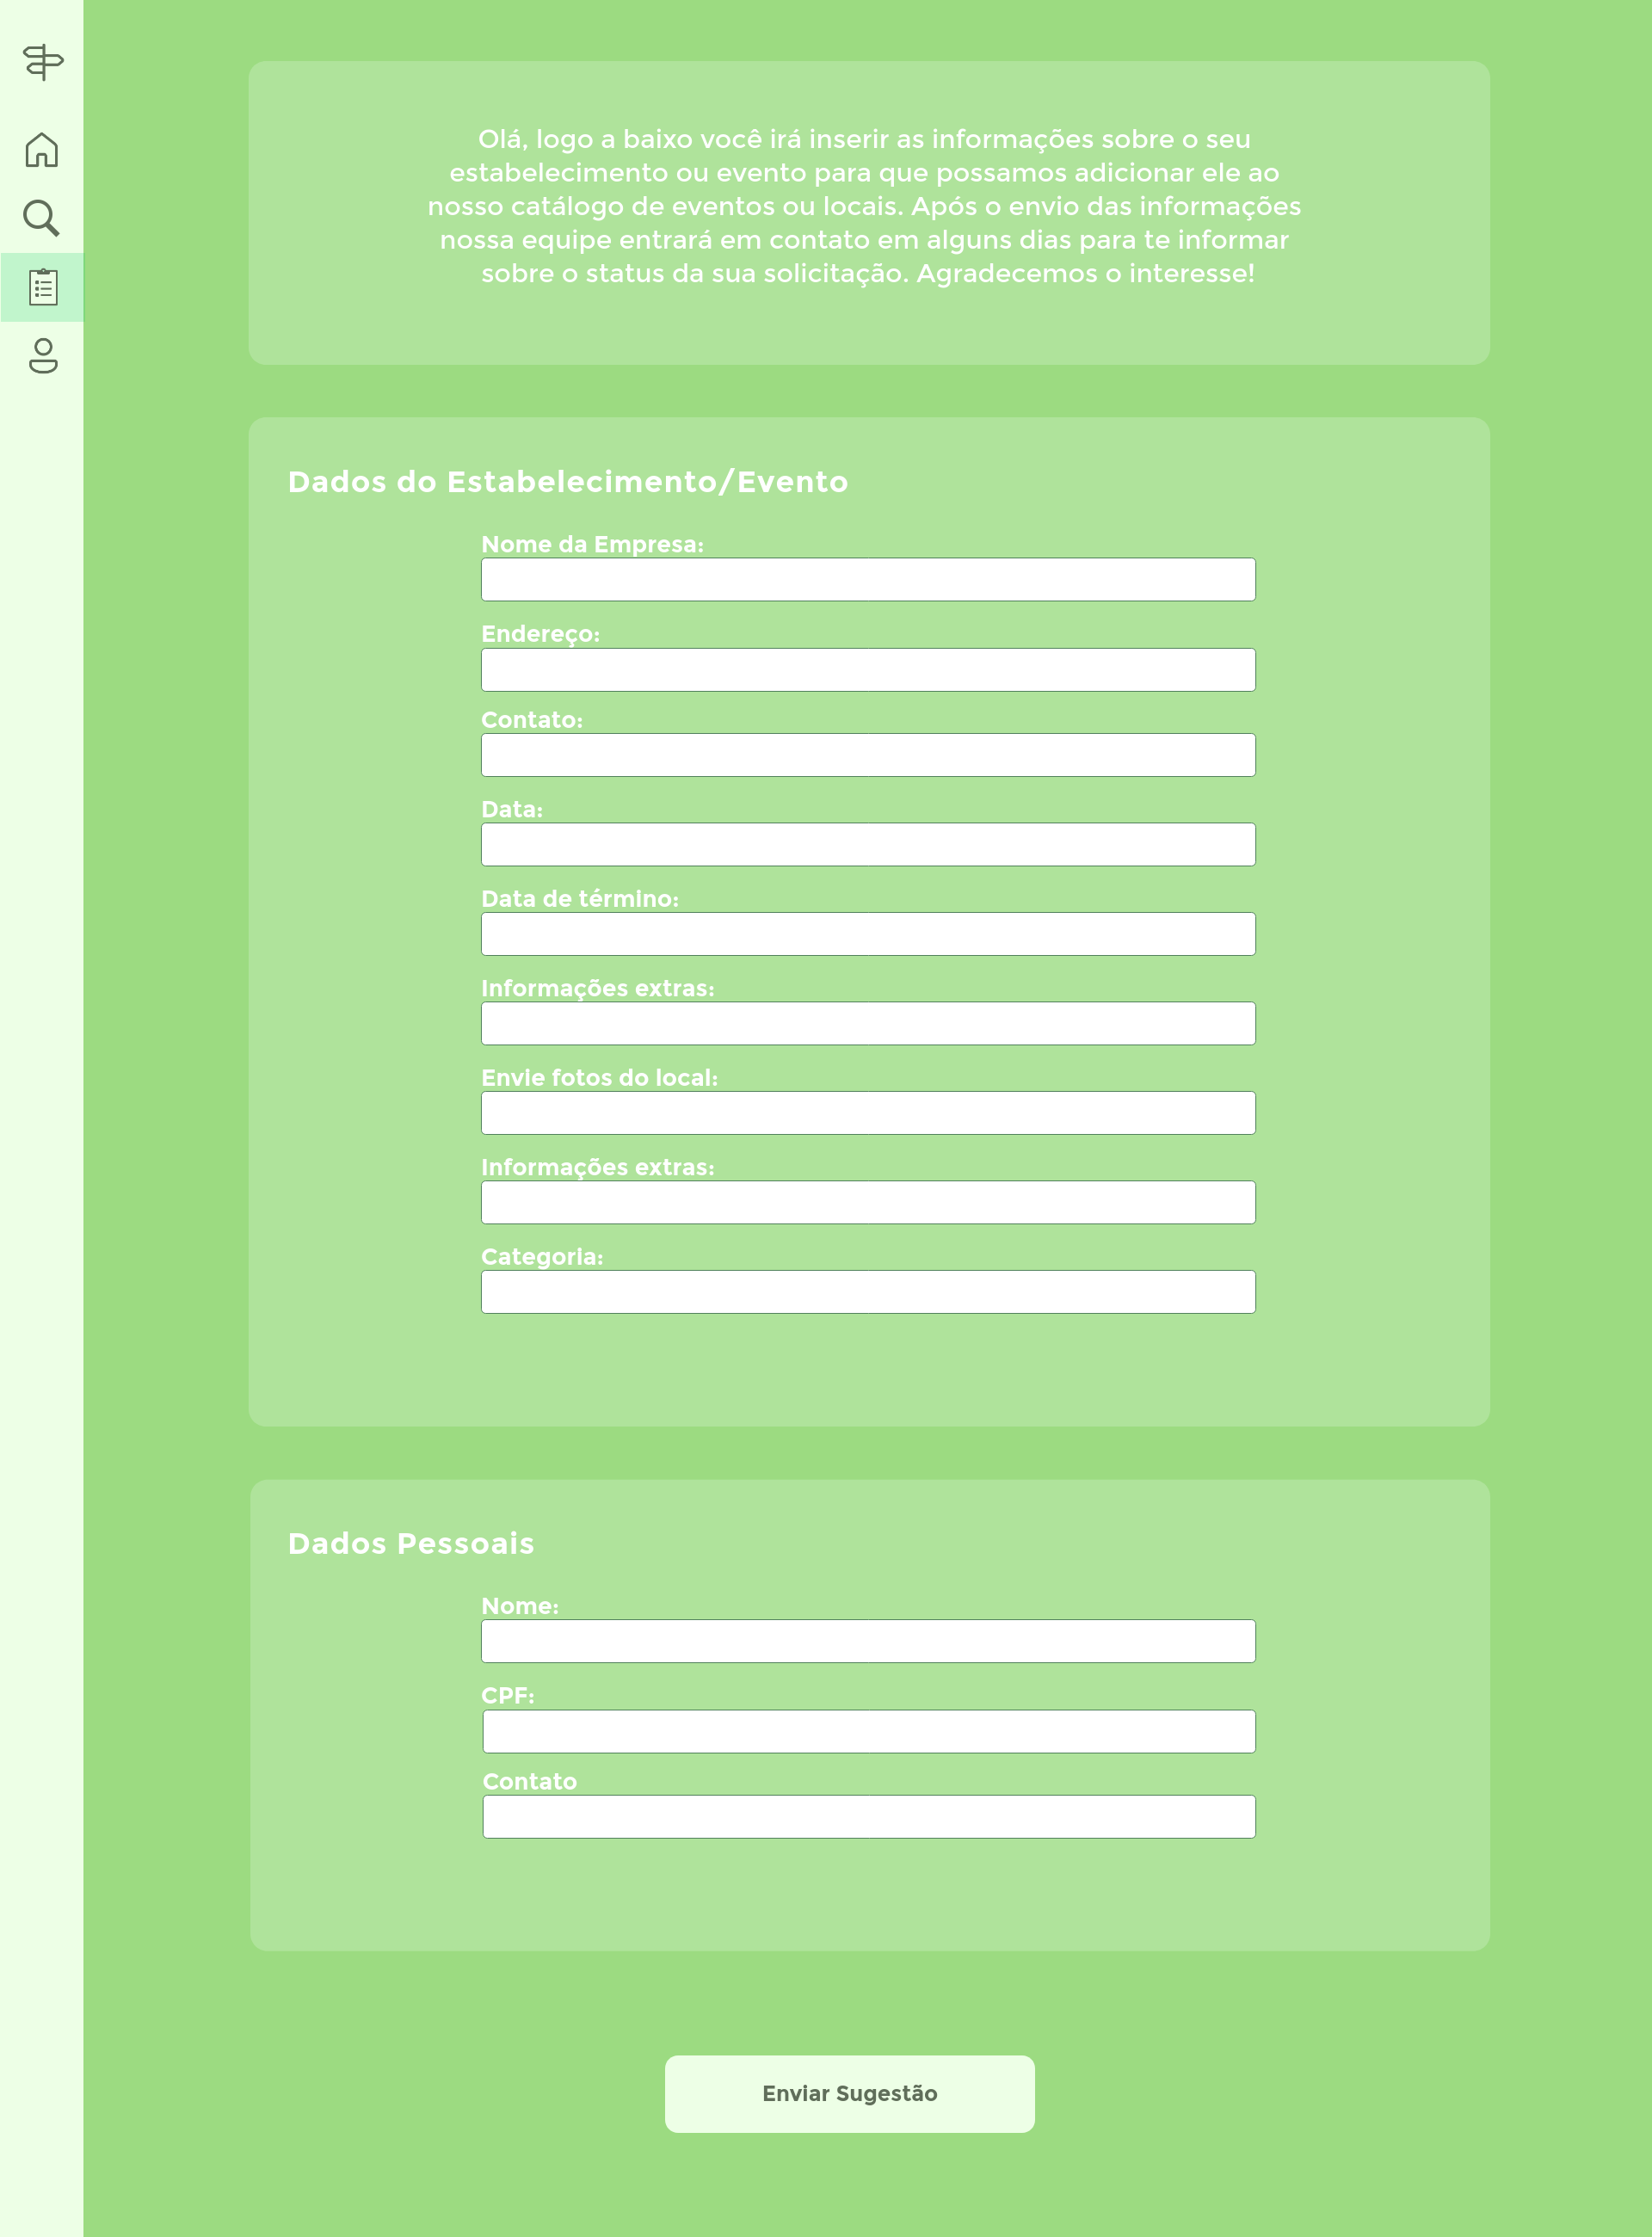 Olá, logo a baixo você irá inserir as informações sobre o seu
estabelecimento ou evento para que possamos adicionar ele ao
nosso catálogo de eventos ou locais. Após o envio das informações
nossa equipe entrará em contato em alguns dias para te informar
sobre o status da sua solicitação. Agradecemos o interesse!
Dados do Estabelecimento/Evento
Nome da Empresa:
Endereço:
Contato:
Data:
Data de término:
Informações extras:
Envie fotos do local:
Informações extras:
Categoria:
Dados Pessoais
Nome:
CPF:
Contato
Enviar Sugestão